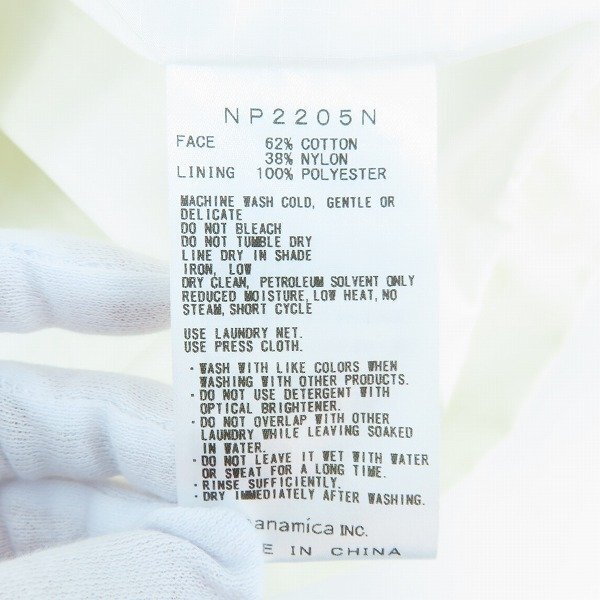 NP2205N
FACE 62% COTTON
38% NYLON
LINING 100% POLYESTER
MACHINE WASH COLD, GENTLE OR
DELICATE
DO NOT BLEACH
DO NOT TUMBLE DRY
LINE DRY IN SHADE
IRON, LOW
DRY CLEAN, PETROLEUM SOLVENT ONLY
REDUCED MOISTURE, LOW HEAT, NO
STEAM, SHORT CYCLE
USE LAUNDRY NET.
USE PRESS CLOTH.
・WASH WITH LIKE COLORS WHEN
WASHING WITH OTHER PRODUCTS.
・DO NOT USE DETERGENT WITH
OPTICAL BRIGHTENER.
・DO NOT OVERLAP WITH OTHER
LAUNDRY WHILE LEAVING SOAKED
IN WATER.
・DO NOT LEAVE IT WET WITH WATER
OR SWEAT FOR A LONG TIME.
・RINSE SUFFICIENTLY.
・DRY IMMEDIATELY AFTER WASHING.
anamica INC.
E IN CHINA